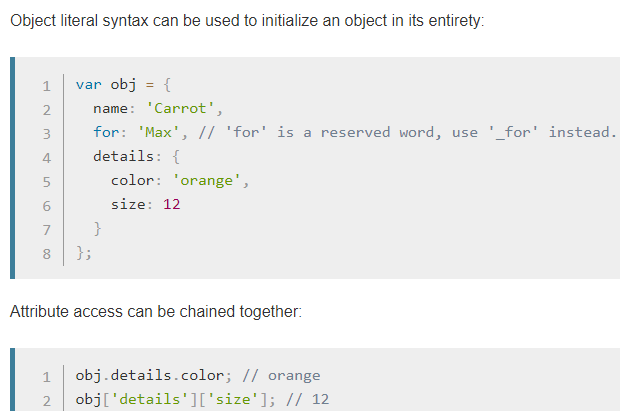 Object literal syntax can be used to initialize an object in its entirety:
1 var obj = {
2   name: 'Carrot',
3   for: 'Max', // 'for' is a reserved word, use '_for' instead.
4   details: {
5     color: 'orange',
6     size: 12
7   }
8 };
Attribute access can be chained together:
1 obj.details.color; // orange
2 obj['details']['size']; // 12